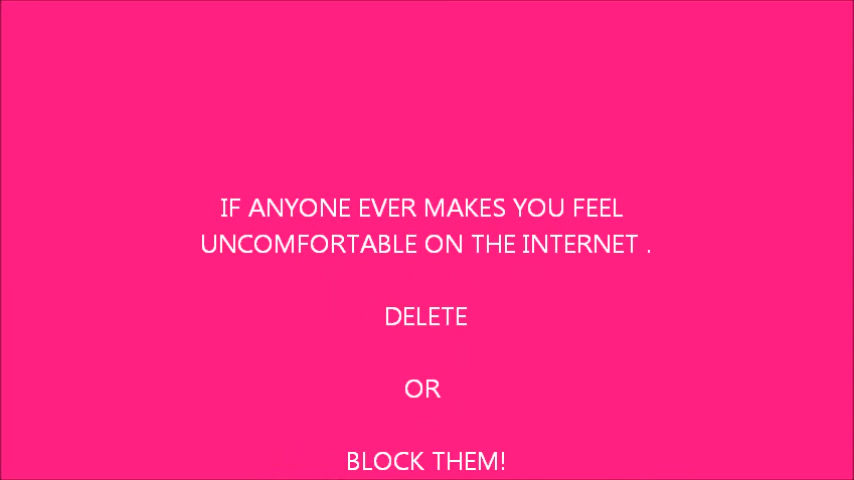 IF ANYONE EVER MAKES YOU FEEL
UNCOMFORTABLE ON THE INTERNET .
DELETE
OR
BLOCK THEM!